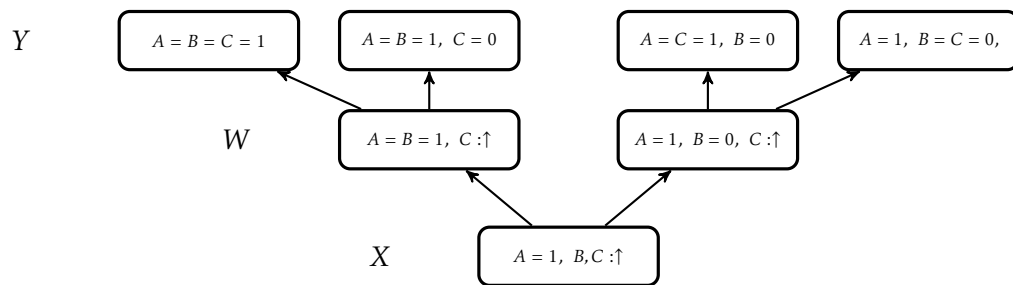 Y
A = B = C = 1
A = B = 1, C = 0
A = C = 1, B = 0
A = 1, B = C = 0,
W
A = B = 1, C :↑
A = 1, B = 0, C :↑
X
A = 1, B, C :↑